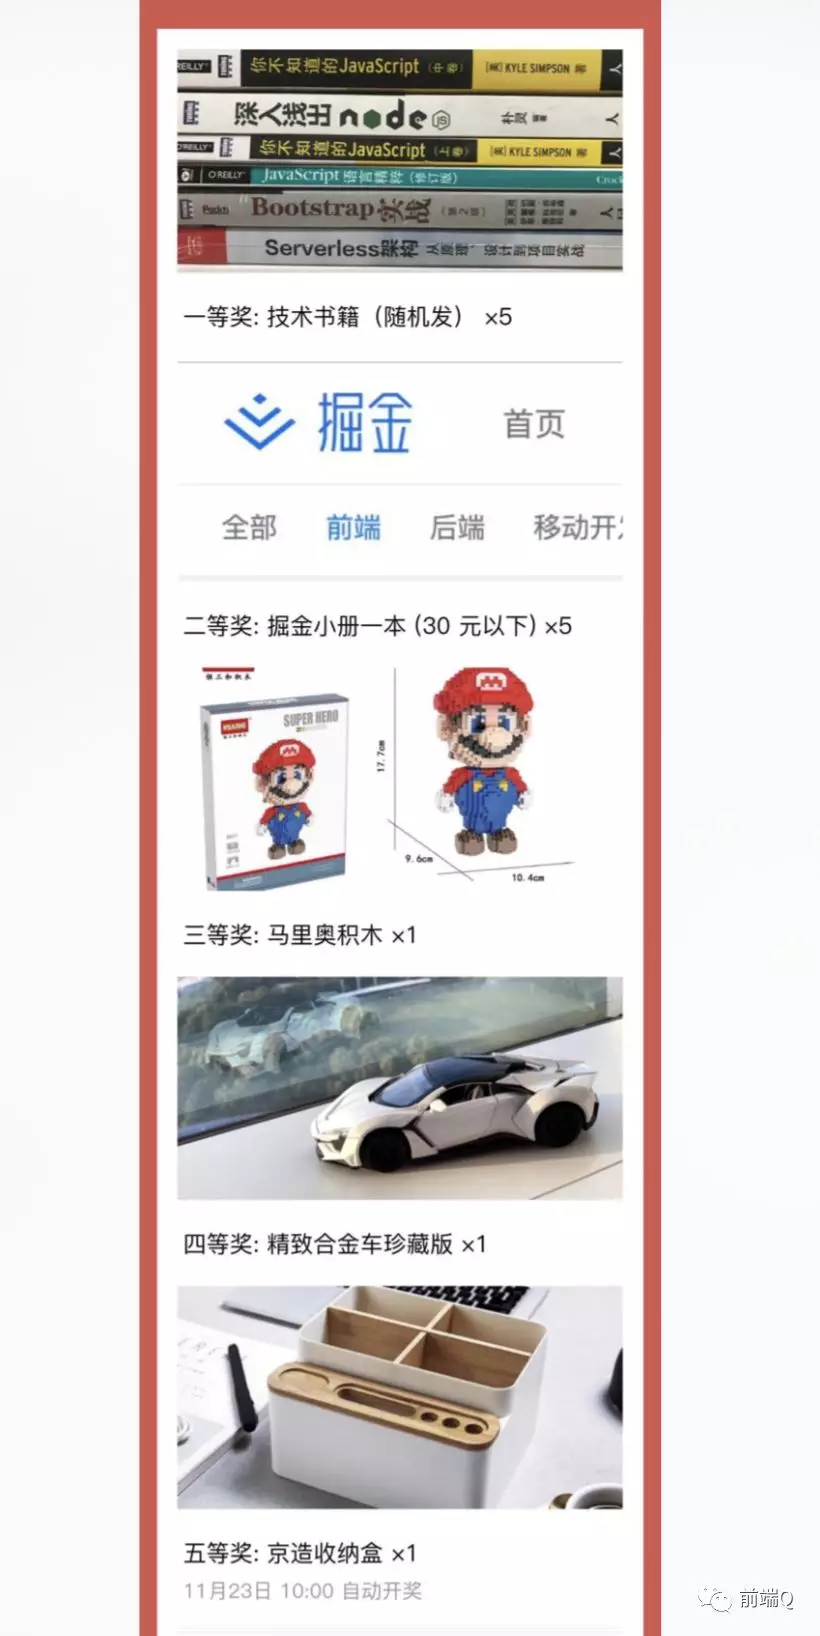 REILLY 你不知道的JavaScript（中卷） [美] KYLE SIMPSON 著
深入浅出node JS 朴灵 编著
OREILLY 你不知道的JavaScript（上卷） [美] KYLE SIMPSON 著
O'REILLY JavaScript语言精粹（修订版） Crock
Packt Bootstrap实战（第2版）
Serverless架构 从原理、设计到项目实战
一等奖: 技术书籍（随机发） ×5
掘金 首页
全部 前端 后端 移动开发
二等奖: 掘金小册一本 (30 元以下) ×5
SUPER HERO
17.7cm
9.6cm
10.4cm
三等奖: 马里奥积木 ×1
四等奖: 精致合金车珍藏版 ×1
五等奖: 京造收纳盒 ×1
11月23日 10:00 自动开奖
前端Q